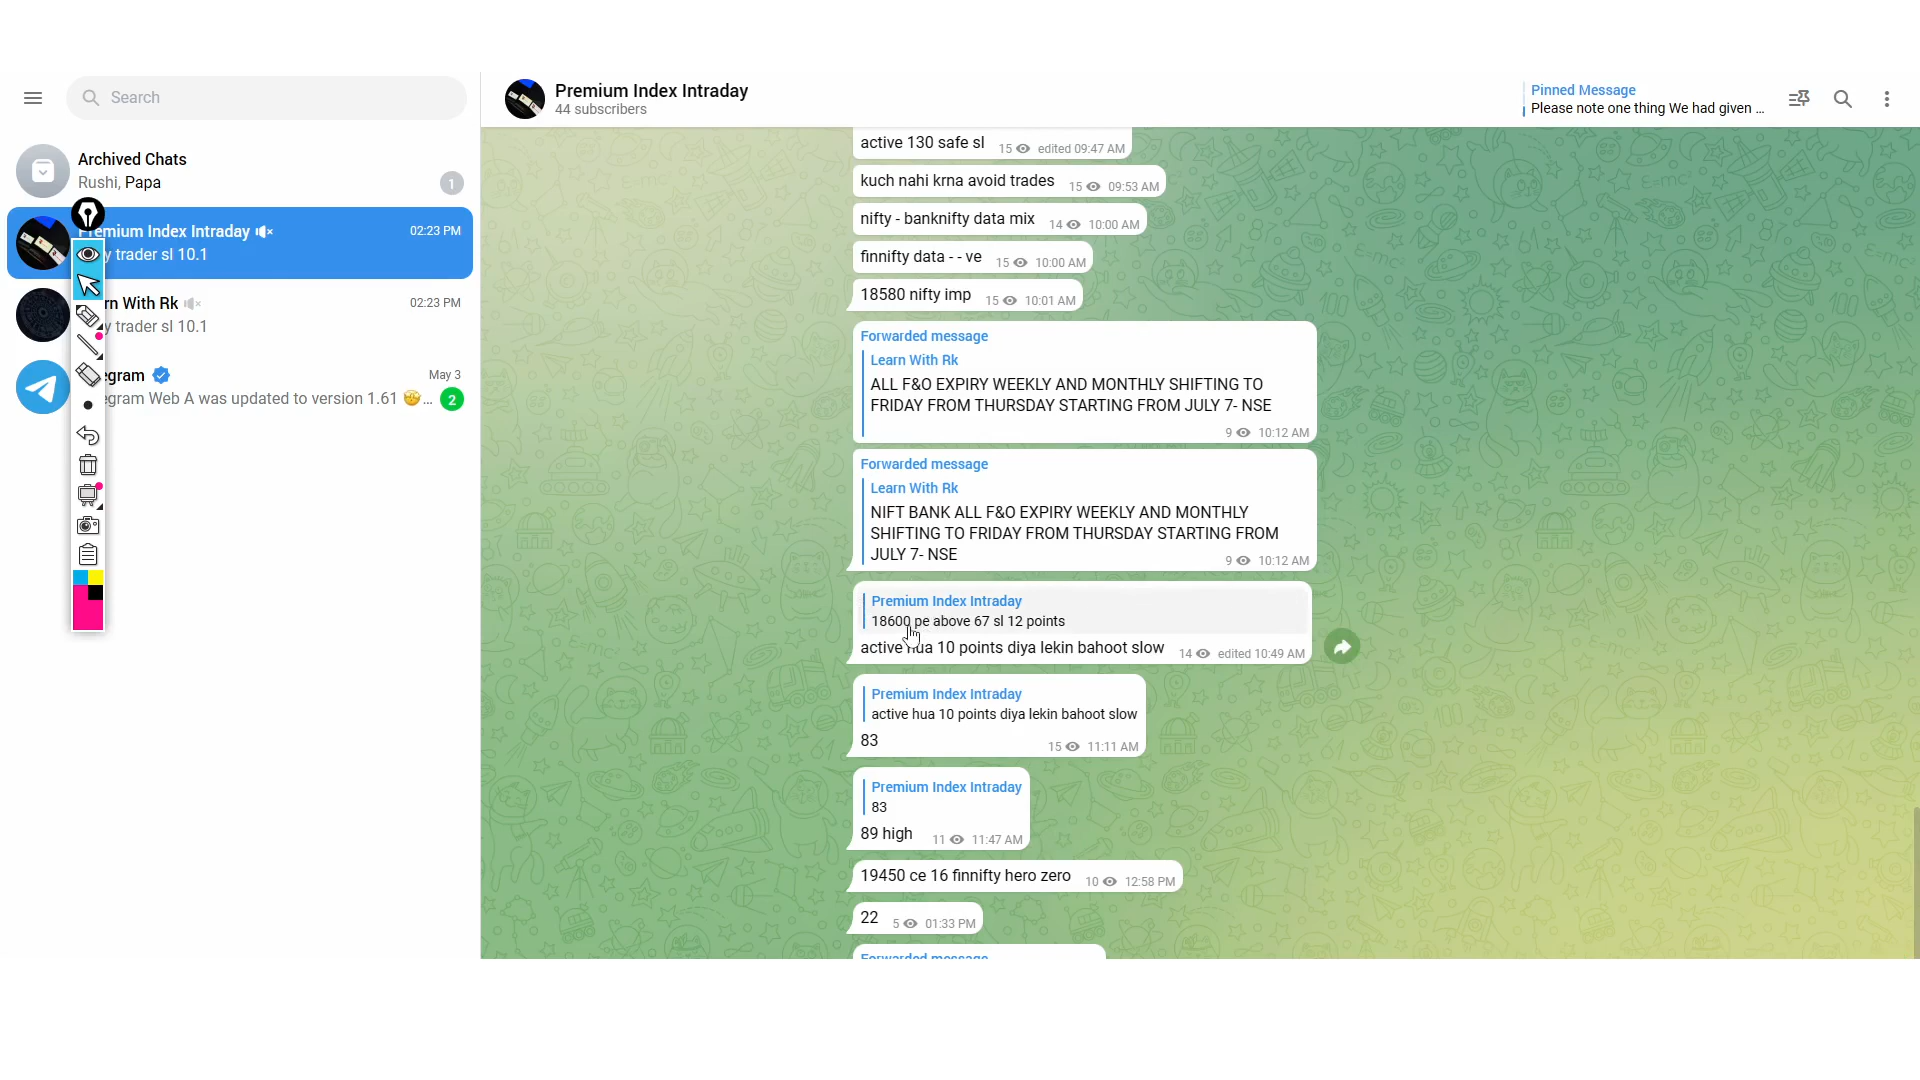 Search
Archived Chats
Rushi, Papa
1
Premium Index Intraday
02:23 PM
y trader sl 10.1
rn With Rk
02:23 PM
y trader sl 10.1
egram
May 3
egram Web A was updated to version 1.61 🤩...
2
Premium Index Intraday
44 subscribers
Pinned Message
Please note one thing We had given ...
active 130 safe sl 15 edited 09:47 AM
kuch nahi krna avoid trades 15 09:53 AM
nifty - banknifty data mix 14 10:00 AM
finnifty data - - ve 15 10:00 AM
18580 nifty imp 15 10:01 AM
Forwarded message
Learn With Rk
ALL F&O EXPIRY WEEKLY AND MONTHLY SHIFTING TO
FRIDAY FROM THURSDAY STARTING FROM JULY 7- NSE
9 10:12 AM
Forwarded message
Learn With Rk
NIFT BANK ALL F&O EXPIRY WEEKLY AND MONTHLY
SHIFTING TO FRIDAY FROM THURSDAY STARTING FROM
JULY 7- NSE
9 10:12 AM
Premium Index Intraday
18600 pe above 67 sl 12 points
active hua 10 points diya lekin bahoot slow 14 edited 10:49 AM
Premium Index Intraday
active hua 10 points diya lekin bahoot slow
83 15 11:11 AM
Premium Index Intraday
83
89 high 11 11:47 AM
19450 ce 16 finnifty hero zero 10 12:58 PM
22 5 01:33 PM
Forwarded message